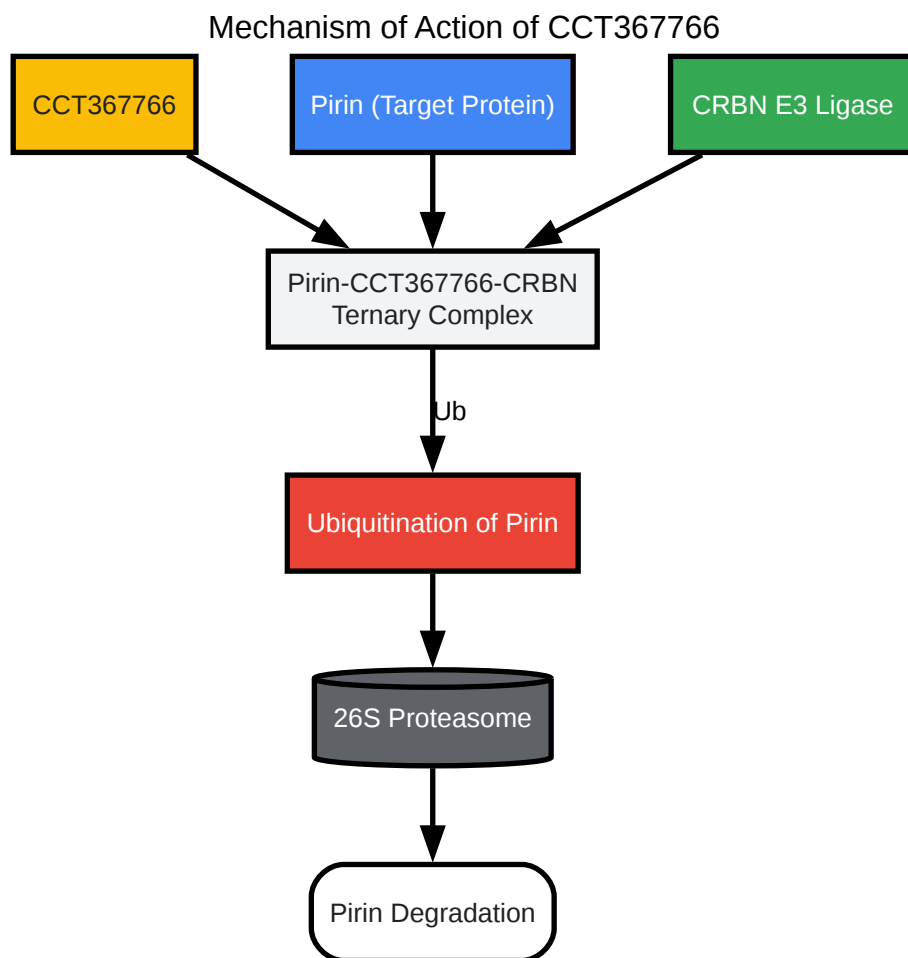 Mechanism of Action of CCT367766
CCT367766
Pirin (Target Protein)
CRBN E3 Ligase
Pirin-CCT367766-CRBN
Ternary Complex
Ub
Ubiquitination of Pirin
26S Proteasome
Pirin Degradation